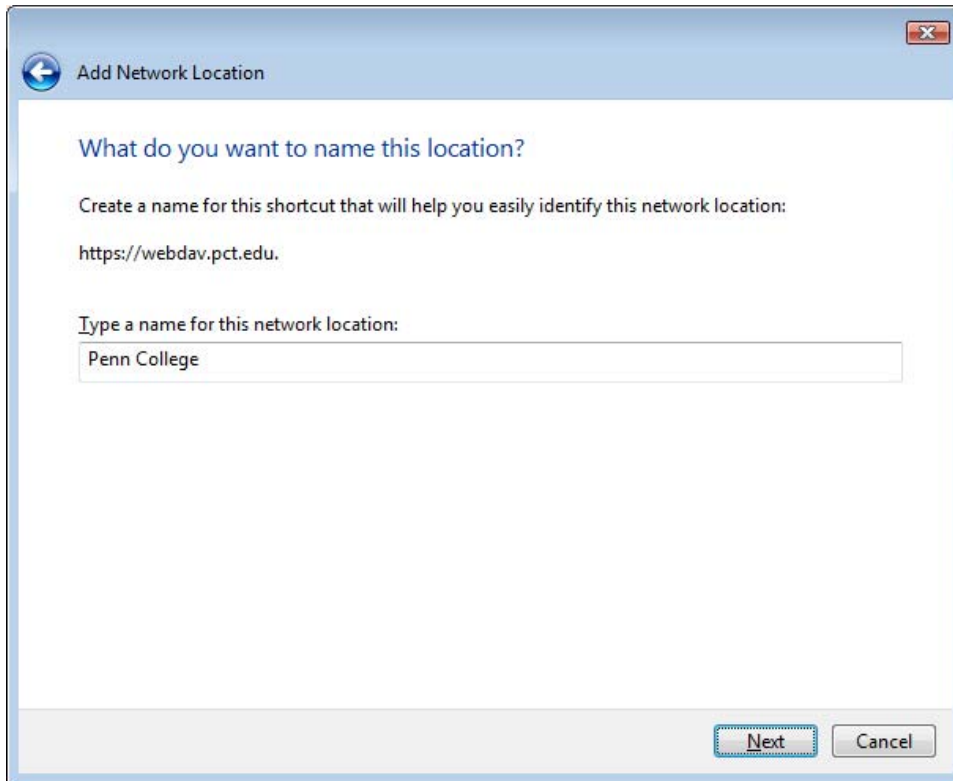 Add Network Location
What do you want to name this location?
Create a name for this shortcut that will help you easily identify this network location:
https://webdav.pct.edu.
Type a name for this network location:
Penn College
Next
Cancel